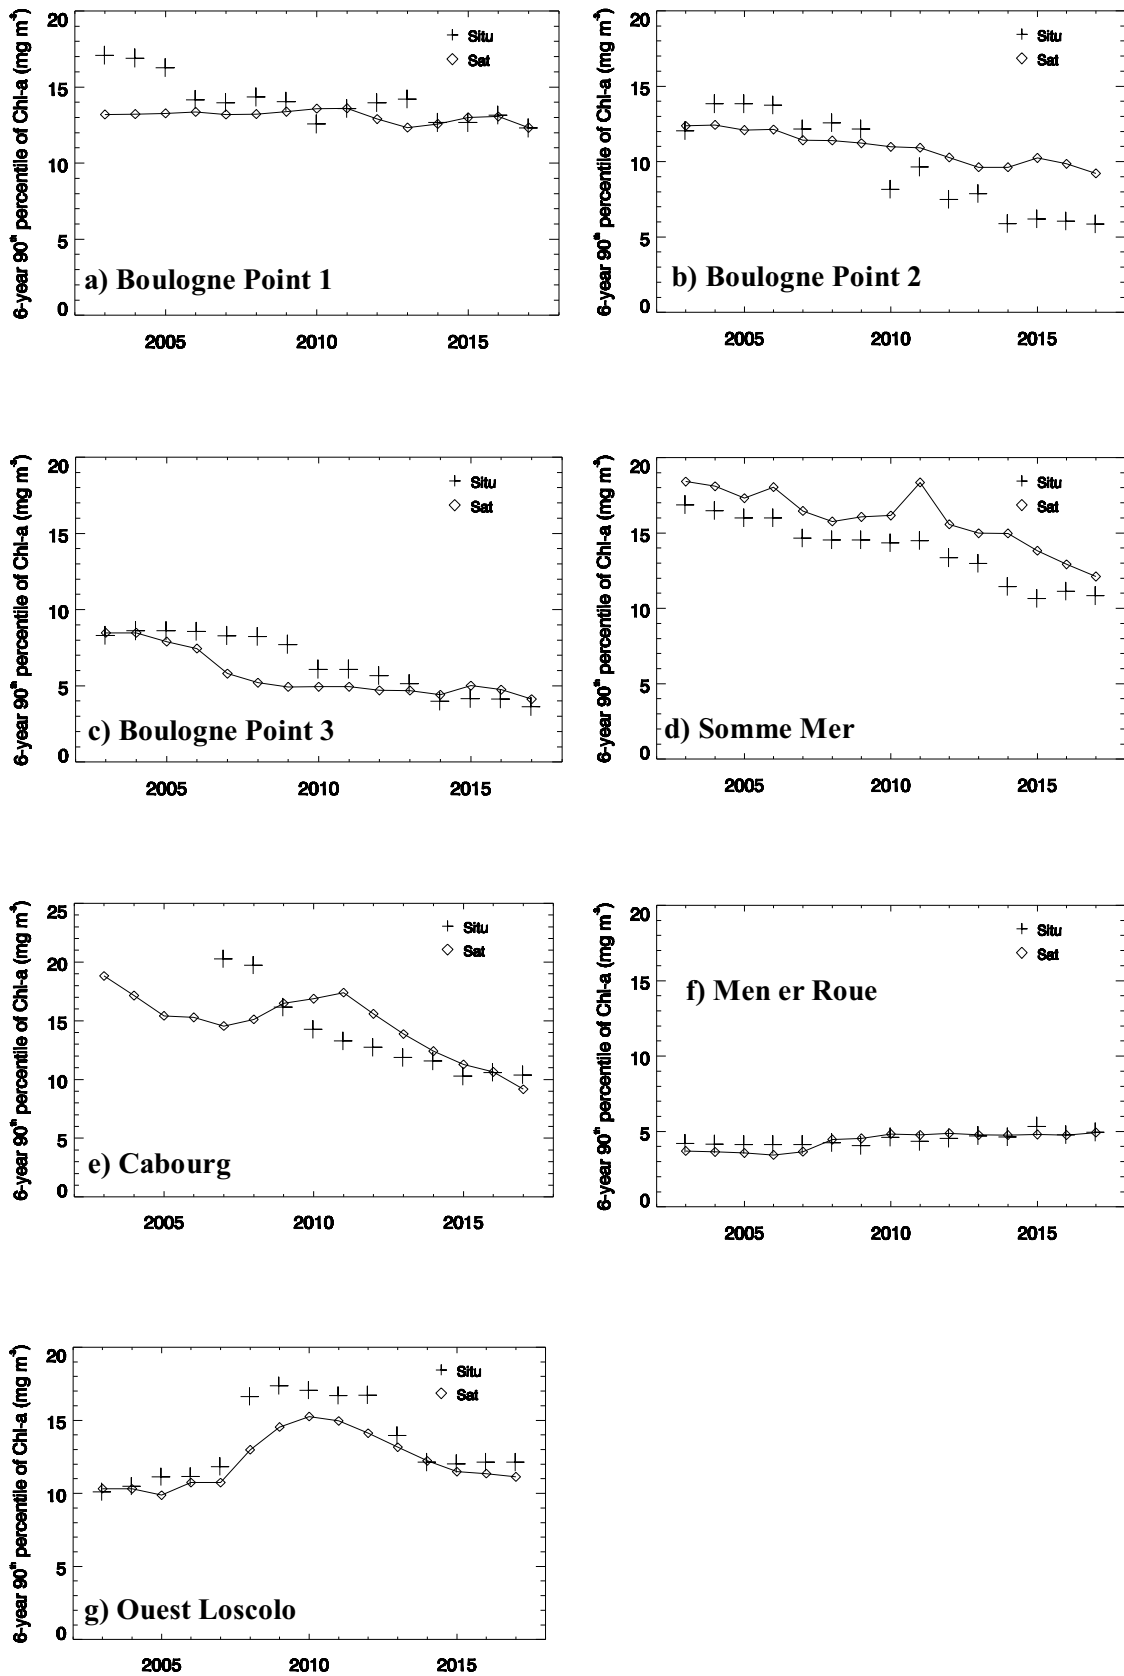 6-year 90th percentile of Chl-a (mg m-3)
20
15
10
5
0
Situ
Sat
a) Boulogne Point 1
2005 2010 2015
6-year 90th percentile of Chl-a (mg m-3)
20
15
10
5
0
Situ
Sat
b) Boulogne Point 2
2005 2010 2015
6-year 90th percentile of Chl-a (mg m-3)
20
15
10
5
0
Situ
Sat
c) Boulogne Point 3
2005 2010 2015
6-year 90th percentile of Chl-a (mg m-3)
20
15
10
5
0
Situ
Sat
d) Somme Mer
2005 2010 2015
6-year 90th percentile of Chl-a (mg m-3)
25
20
15
10
5
0
Situ
Sat
e) Cabourg
2005 2010 2015
6-year 90th percentile of Chl-a (mg m-3)
20
15
10
5
0
Situ
Sat
f) Men er Roue
2005 2010 2015
6-year 90th percentile of Chl-a (mg m-3)
20
15
10
5
0
Situ
Sat
g) Ouest Loscolo
2005 2010 2015